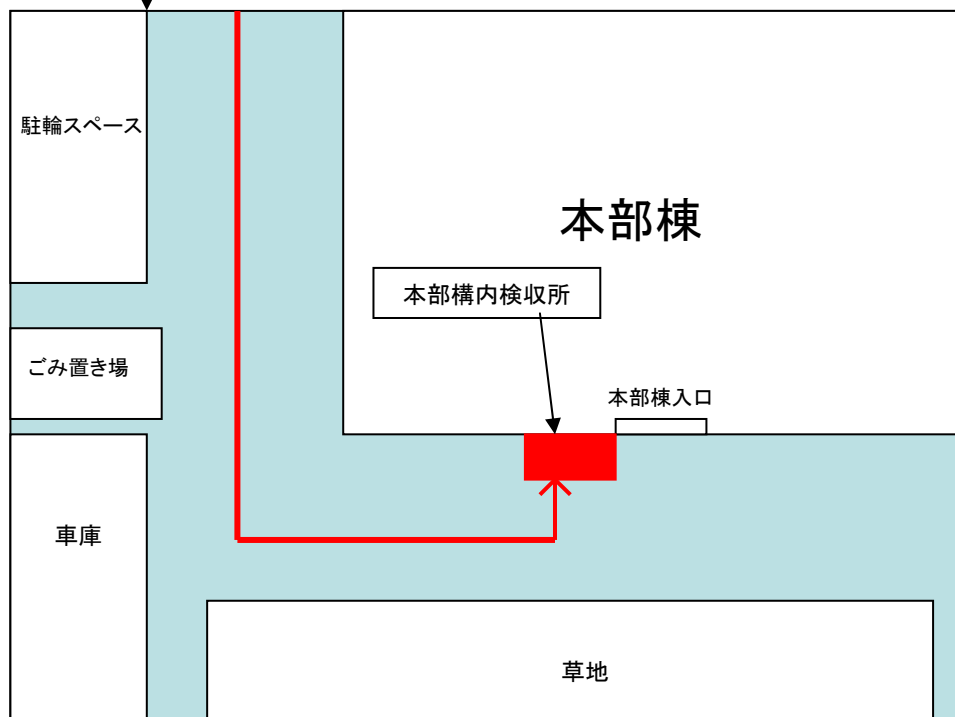 駐輪スペース
本部棟
本部構内検収所
ごみ置き場
本部棟入口
車庫
草地